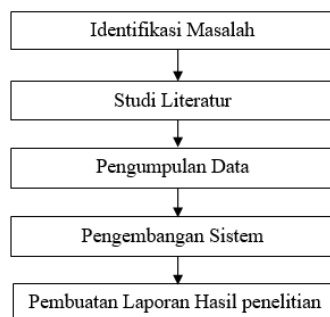 Identifikasi Masalah
Studi Literatur
Pengumpulan Data
Pengembangan Sistem
Pembuatan Laporan Hasil penelitian